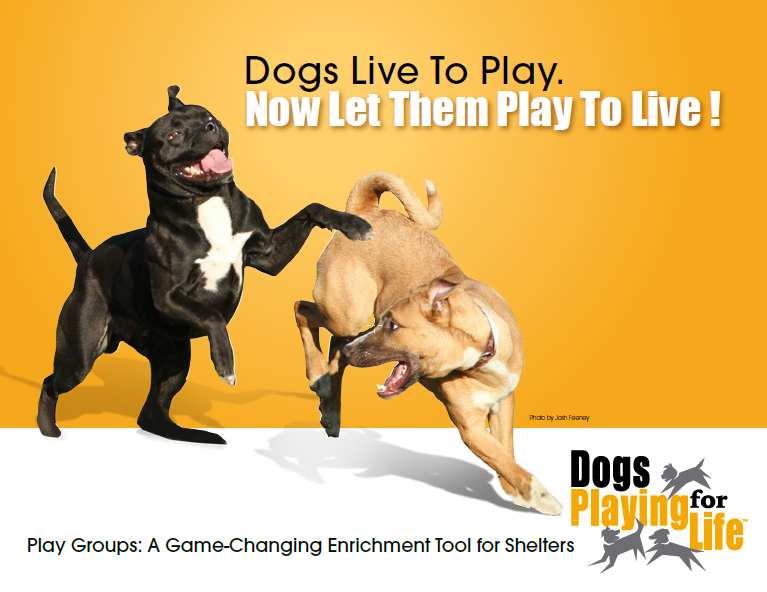 Dogs Live To Play.
Now Let Them Play To Live !
Photo by Josh Feeney
Dogs
Playing for
Life™
Play Groups: A Game-Changing Enrichment Tool for Shelters